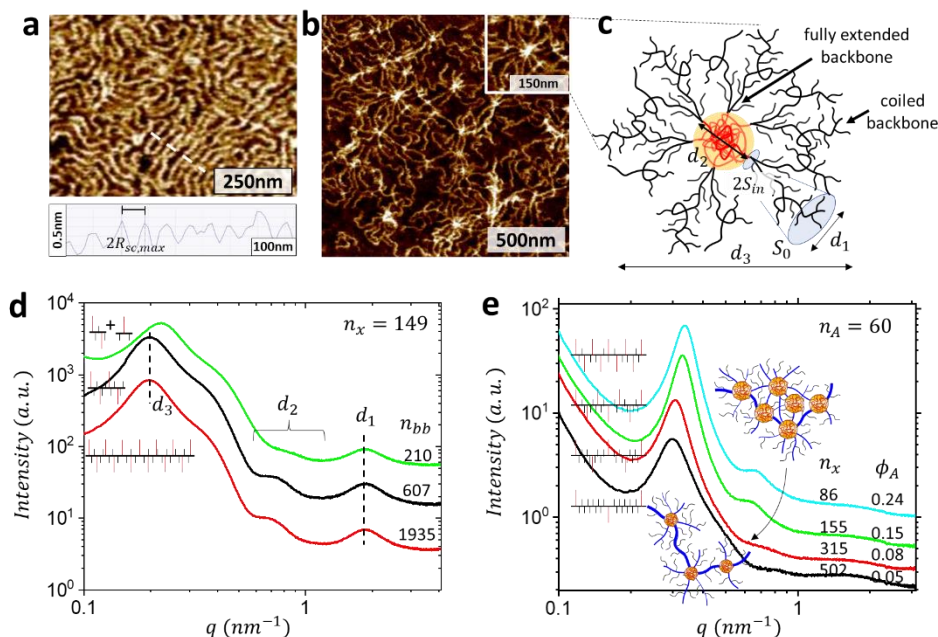 a
250nm
0.5nm
2R_sc,max
100nm
b
150nm
500nm
c
fully extended
backbone
coiled
backbone
d_2
2S_in
S_0
d_1
d_3
d
Intensity (a. u.)
10^4
10^3
10^2
10^1
10^0
+
n_x = 149
d_3
d_2
d_1
n_bb
210
607
1935
0.1
1
q (nm^-1)
e
Intensity (a. u.)
10^2
10^1
10^0
n_A = 60
n_x
ϕ_A
86
0.24
155
0.15
315
0.08
502
0.05
0.1
1
q (nm^-1)